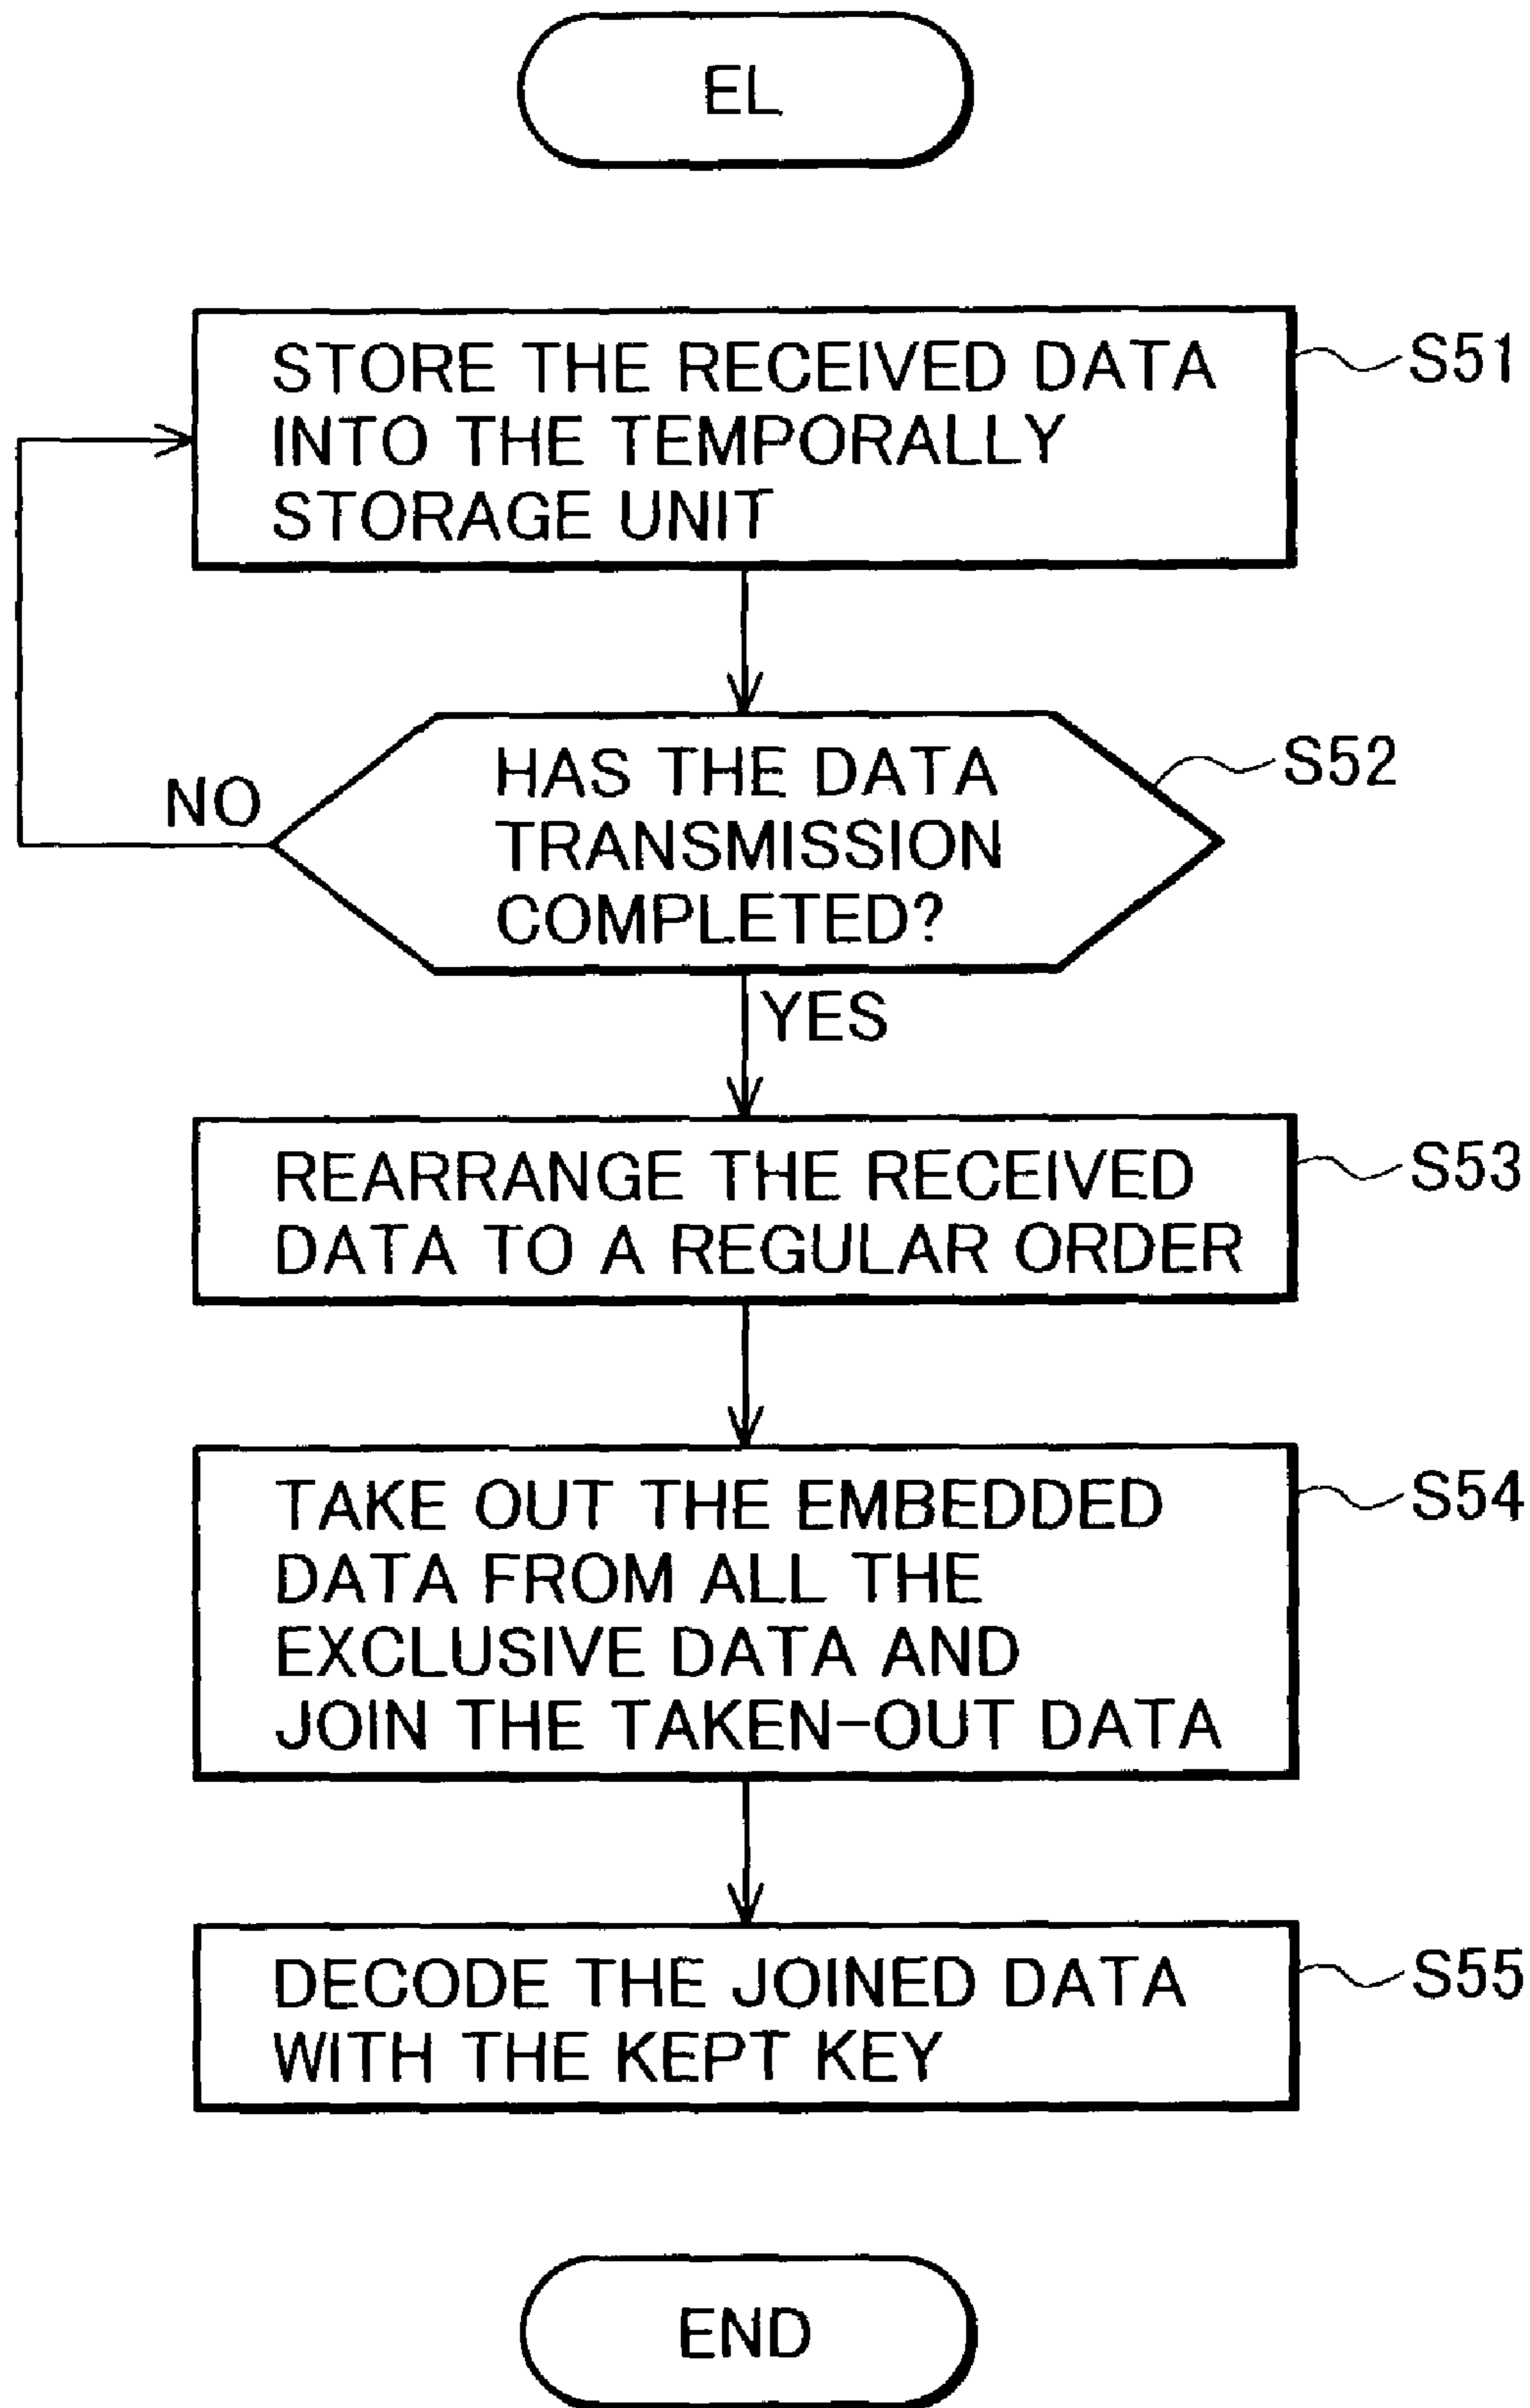 EL
STORE THE RECEIVED DATA
INTO THE TEMPORALLY
STORAGE UNIT
S51
HAS THE DATA
TRANSMISSION
COMPLETED?
S52
NO
YES
REARRANGE THE RECEIVED
DATA TO A REGULAR ORDER
S53
TAKE OUT THE EMBEDDED
DATA FROM ALL THE
EXCLUSIVE DATA AND
JOIN THE TAKEN-OUT DATA
S54
DECODE THE JOINED DATA
WITH THE KEPT KEY
S55
END